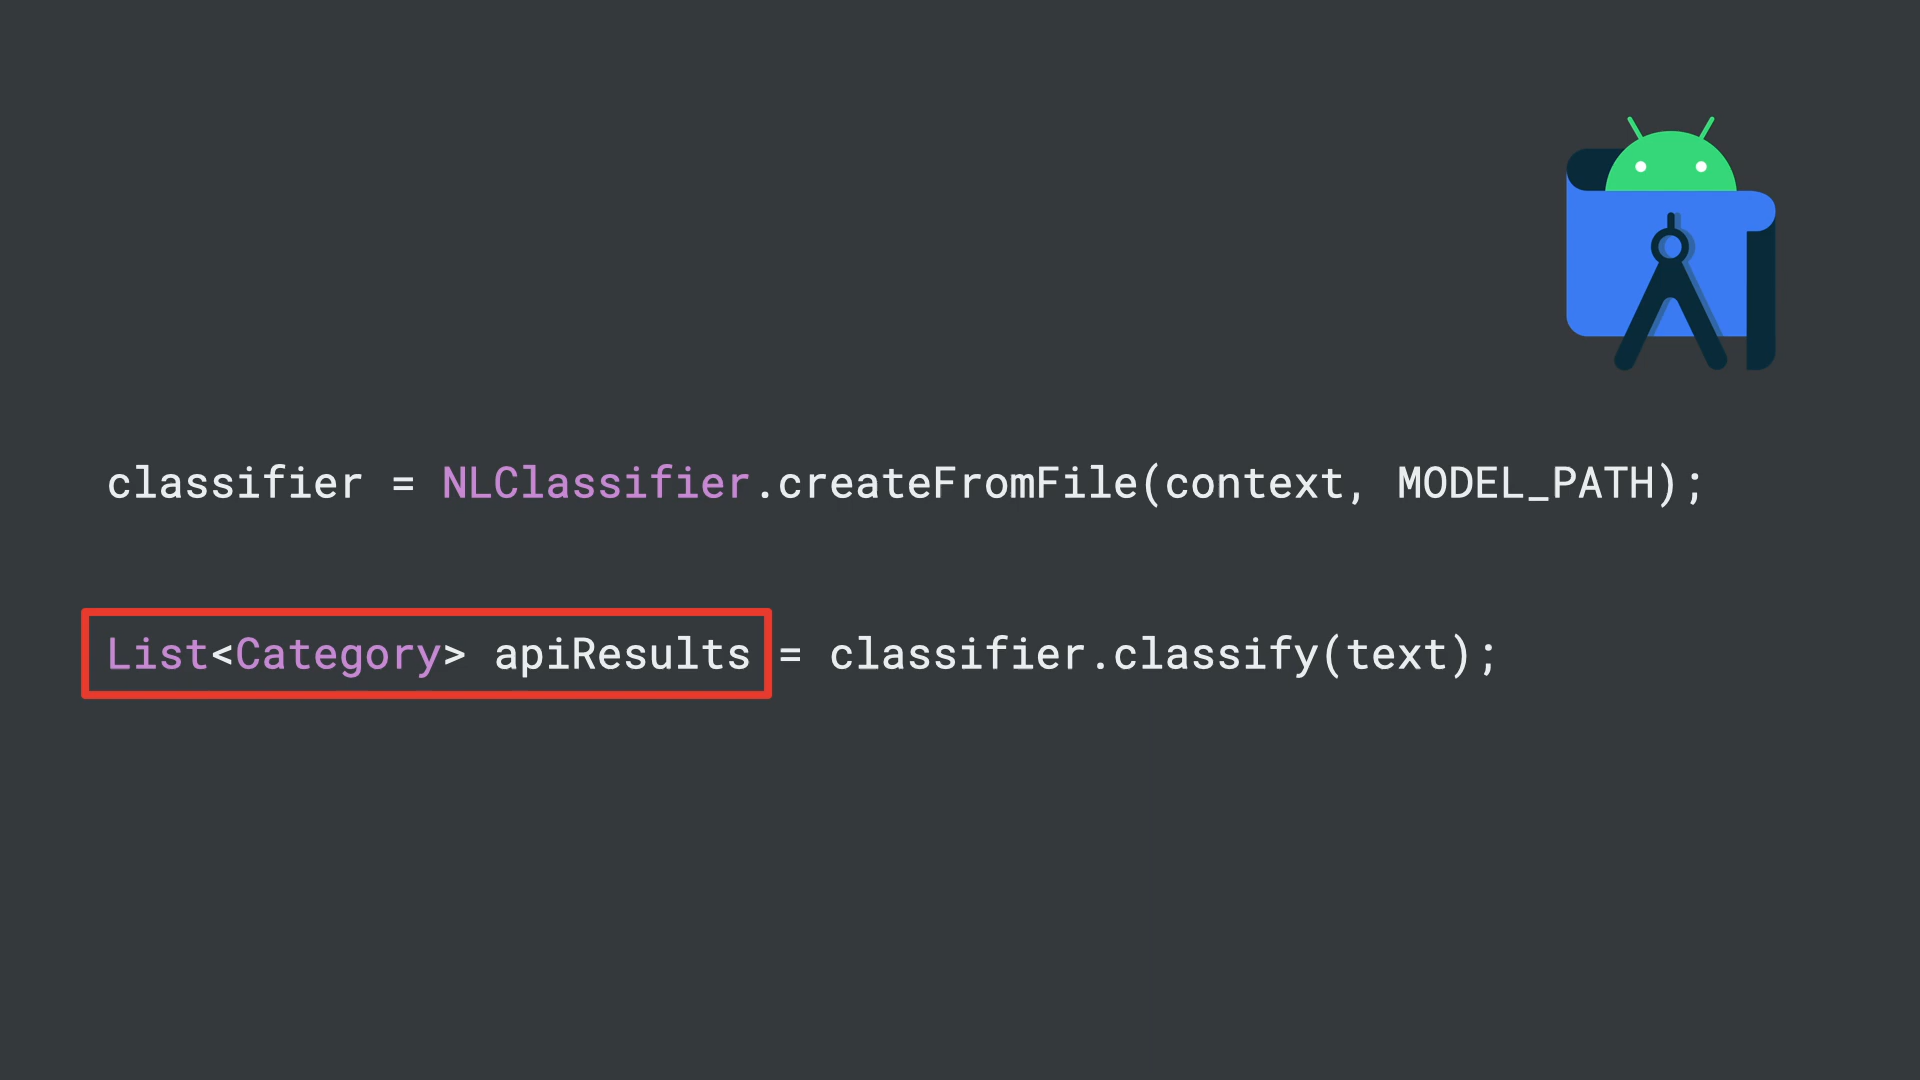 classifier = NLClassifier.createFromFile(context, MODEL_PATH);
List<Category> apiResults = classifier.classify(text);